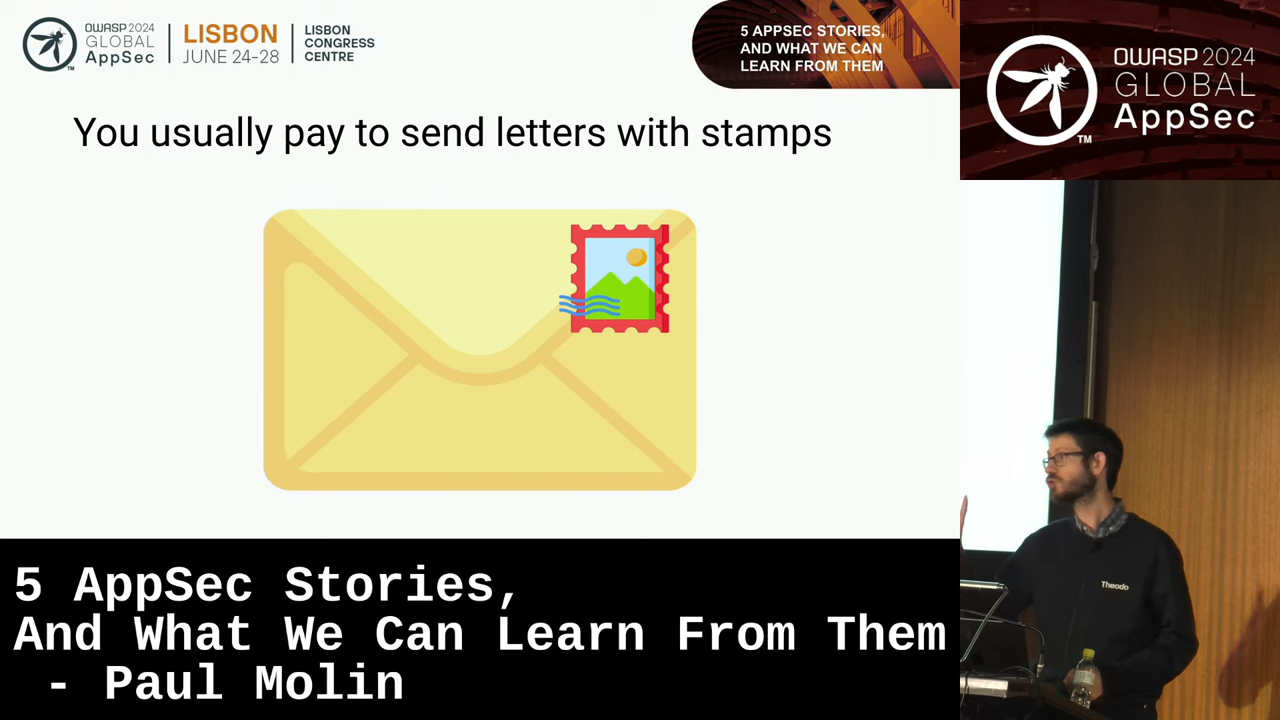 OWASP 2024
GLOBAL
AppSec
TM
LISBON
JUNE 24-28
LISBON
CONGRESS
CENTRE
5 APPSEC STORIES,
AND WHAT WE CAN
LEARN FROM THEM
OWASP 2024
GLOBAL
AppSec
TM
You usually pay to send letters with stamps
Theodo
5 AppSec Stories,
And What We Can Learn From Them
- Paul Molin